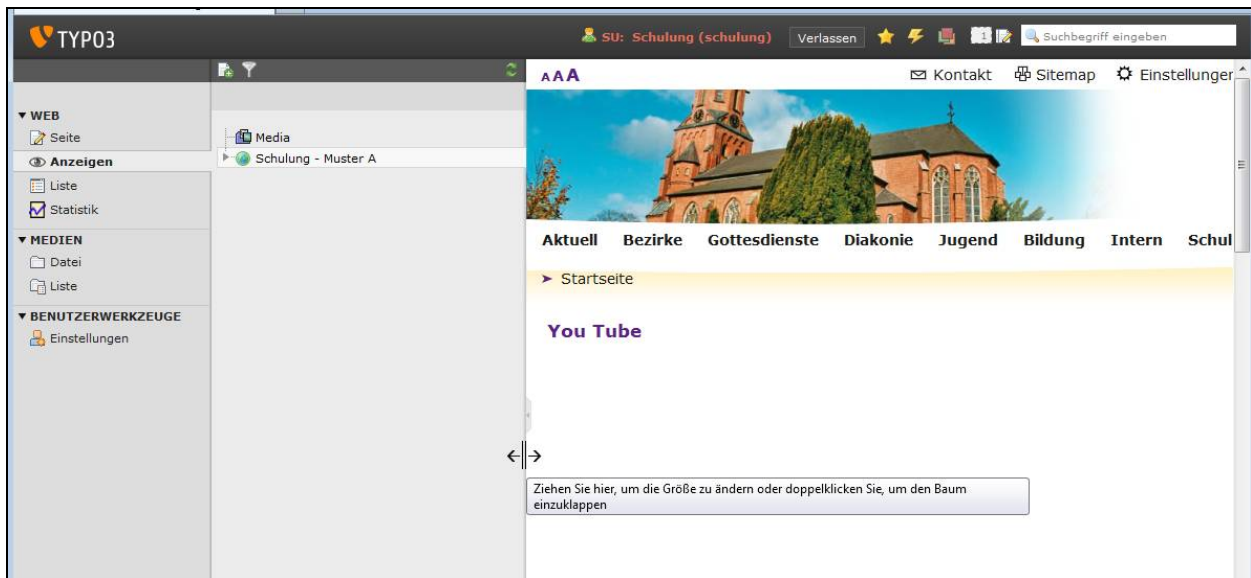 TYPO3
SU: Schulung (schulung) Verlassen 1 Suchbegriff eingeben
WEB
Seite
Anzeigen
Liste
Statistik
MEDIEN
Datei
Liste
BENUTZERWERKZEUGE
Einstellungen
Media
Schulung - Muster A
A A A Kontakt Sitemap Einstellunger
Aktuell Bezirke Gottesdienste Diakonie Jugend Bildung Intern Schul
Startseite
You Tube
Ziehen Sie hier, um die Größe zu ändern oder doppelklicken Sie, um den Baum
einzuklappen